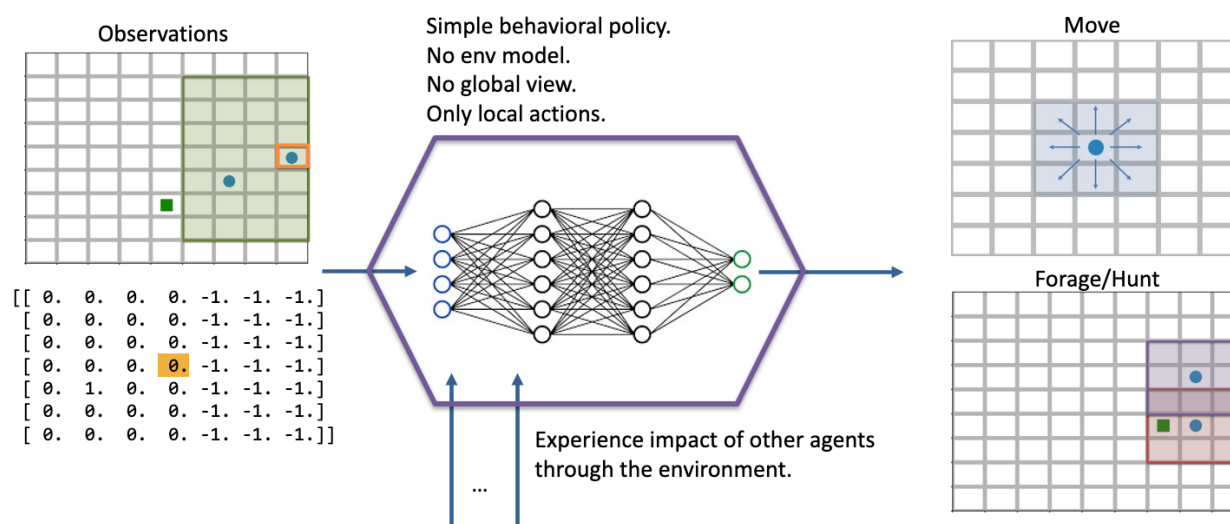 Observations
Simple behavioral policy.
No env model.
No global view.
Only local actions.
Move
[[ 0. 0. 0. 0. -1. -1. -1.]
[ 0. 0. 0. 0. -1. -1. -1.]
[ 0. 0. 0. 0. -1. -1. -1.]
[ 0. 0. 0. 0. -1. -1. -1.]
[ 0. 1. 0. 0. -1. -1. -1.]
[ 0. 0. 0. 0. -1. -1. -1.]
[ 0. 0. 0. 0. -1. -1. -1.]]
Forage/Hunt
Experience impact of other agents
through the environment.
...